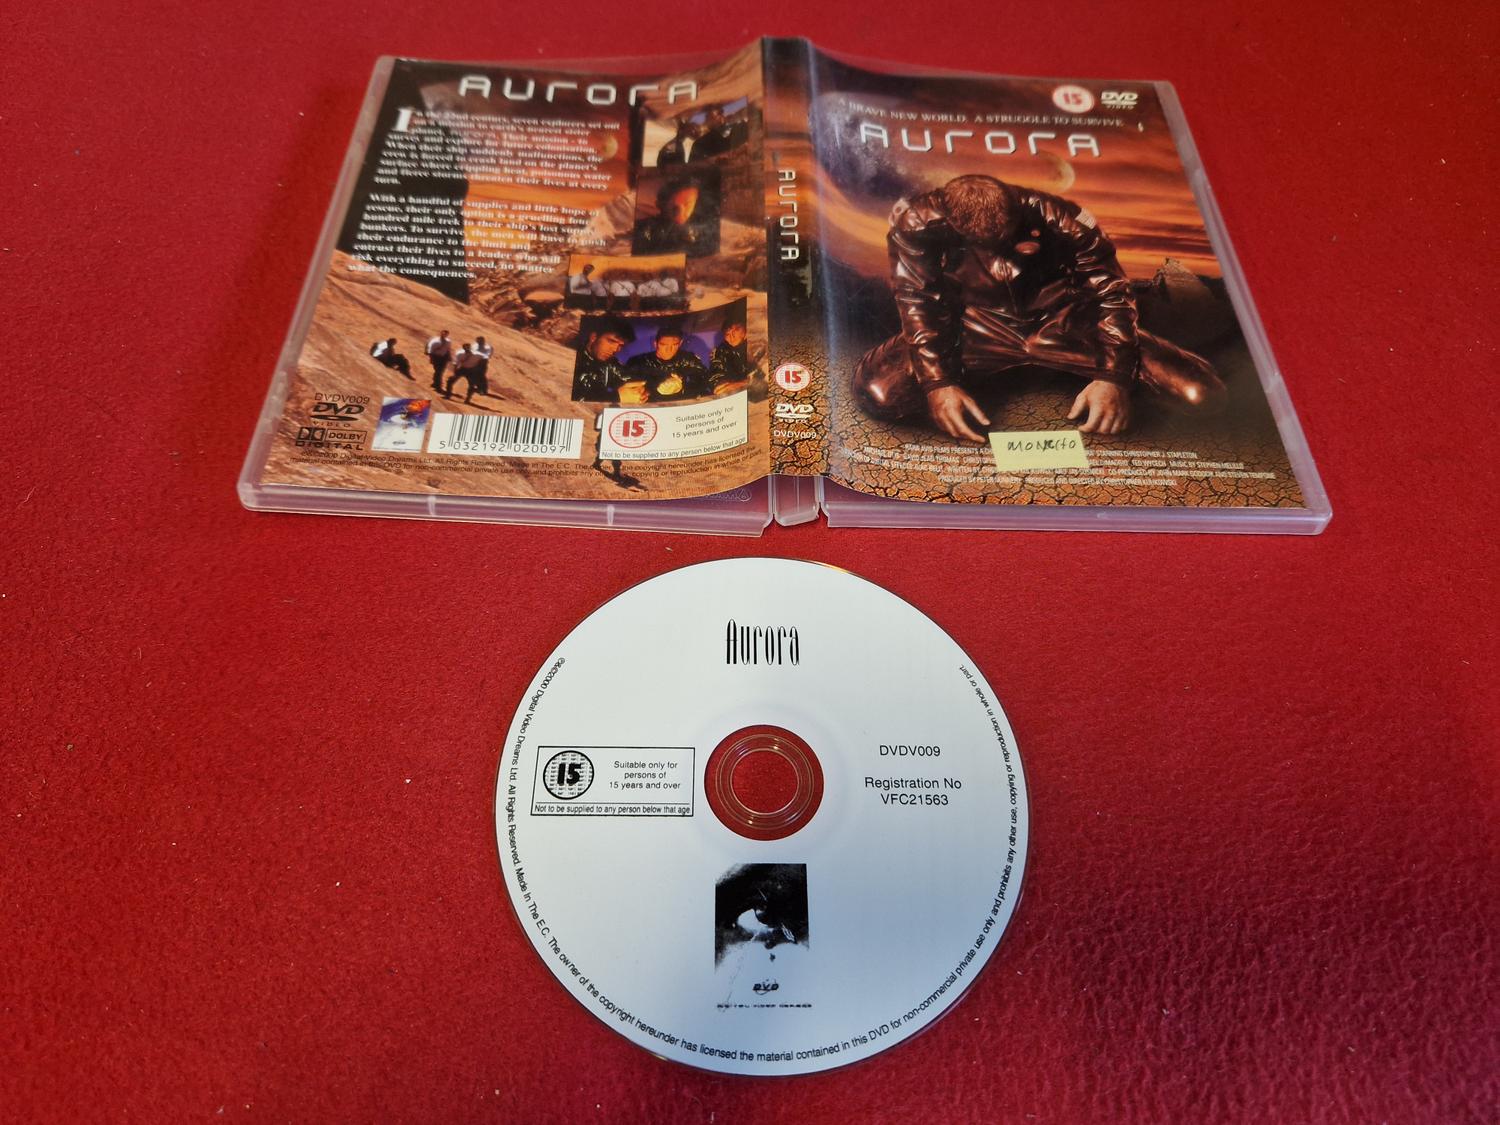 AURORA
In the 22nd century, seven explorers set out
on a mission to earth's nearest sister
planet, Their mission - to
survey and explore for future colonisation.
When their ship suddenly malfunctions, the
crew is forced to crash land on the planet's
surface where crippling heat, poisonous water
and fierce storms threaten their lives at every
turn.
With a handful of supplies and little hope of
rescue, their only option is a gruelling four
hundred mile trek to their ship's lost supply
bunkers. To survive, the men will have to push
their endurance to the limit and
entrust their lives to a leader who will
risk everything to succeed, no matter
what the consequences.
DVDV009
DVD
VIDEO
DOLBY
DIGITAL
5 032192 020097
15
Suitable only for
persons of
15 years and over
Not to be supplied to any person below that age
AURORA
15
DVD
VIDEO
DVDV009
15
DVD
VIDEO
A BRAVE NEW WORLD. A STRUGGLE TO SURVIVE.
AURORA
STARRING CHRISTOPHER J. STAPLETON
MUSIC BY STEPHEN MELILLO
PRODUCED AND DIRECTED BY CHRISTOPHER KULIKOWSKI
Aurora
15
Suitable only for
persons of
15 years and over
Not to be supplied to any person below that age
DVDV009
Registration No
VFC21563
DVD
℗&©2000 Digital Video Dreams Ltd. All Rights Reserved. Made In The E.C. The owner of the copyright hereunder has licensed the material contained in this DVD for non-commercial private use only and prohibits any other use, copying or reproduction in whole or part.